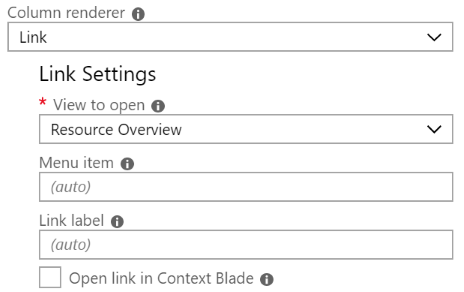 Column renderer
Link
Link Settings
* View to open
Resource Overview
Menu item
(auto)
Link label
(auto)
Open link in Context Blade